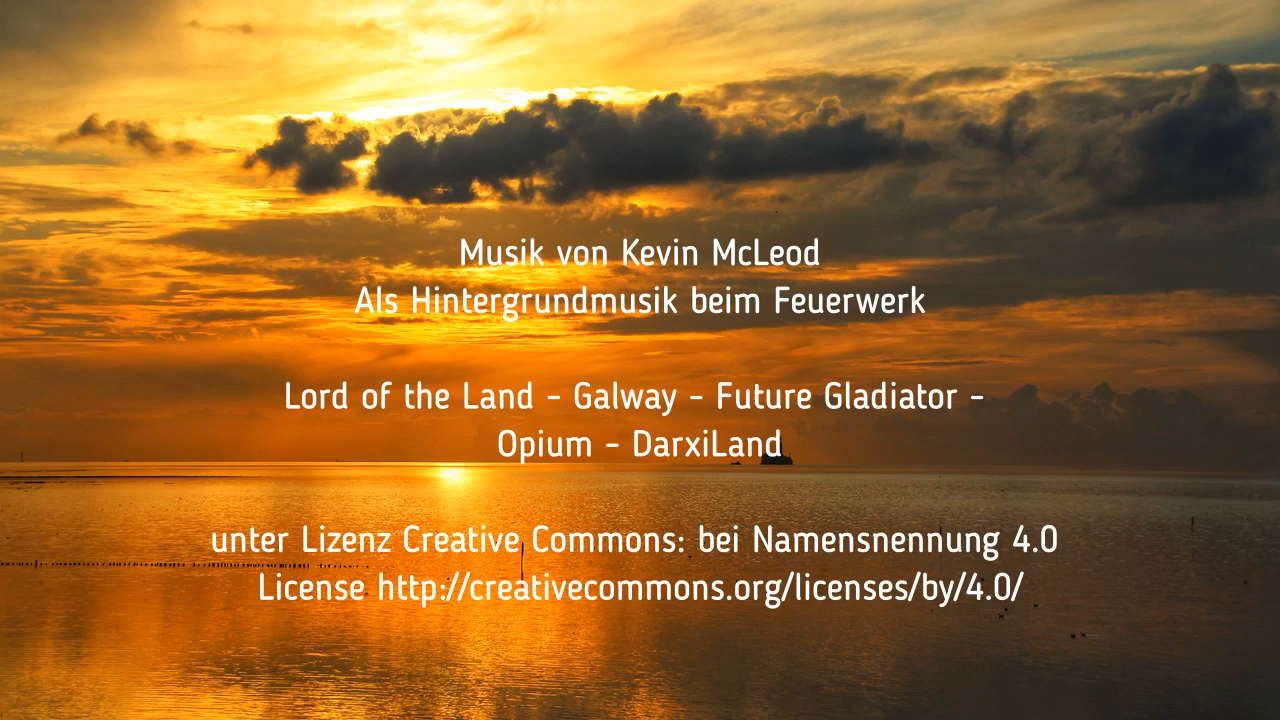 Musik von Kevin McLeod
Als Hintergrundmusik beim Feuerwerk
Lord of the Land - Galway - Future Gladiator -
Opium - DarxiLand
unter Lizenz Creative Commons: bei Namensnennung 4.0
License http://creativecommons.org/licenses/by/4.0/